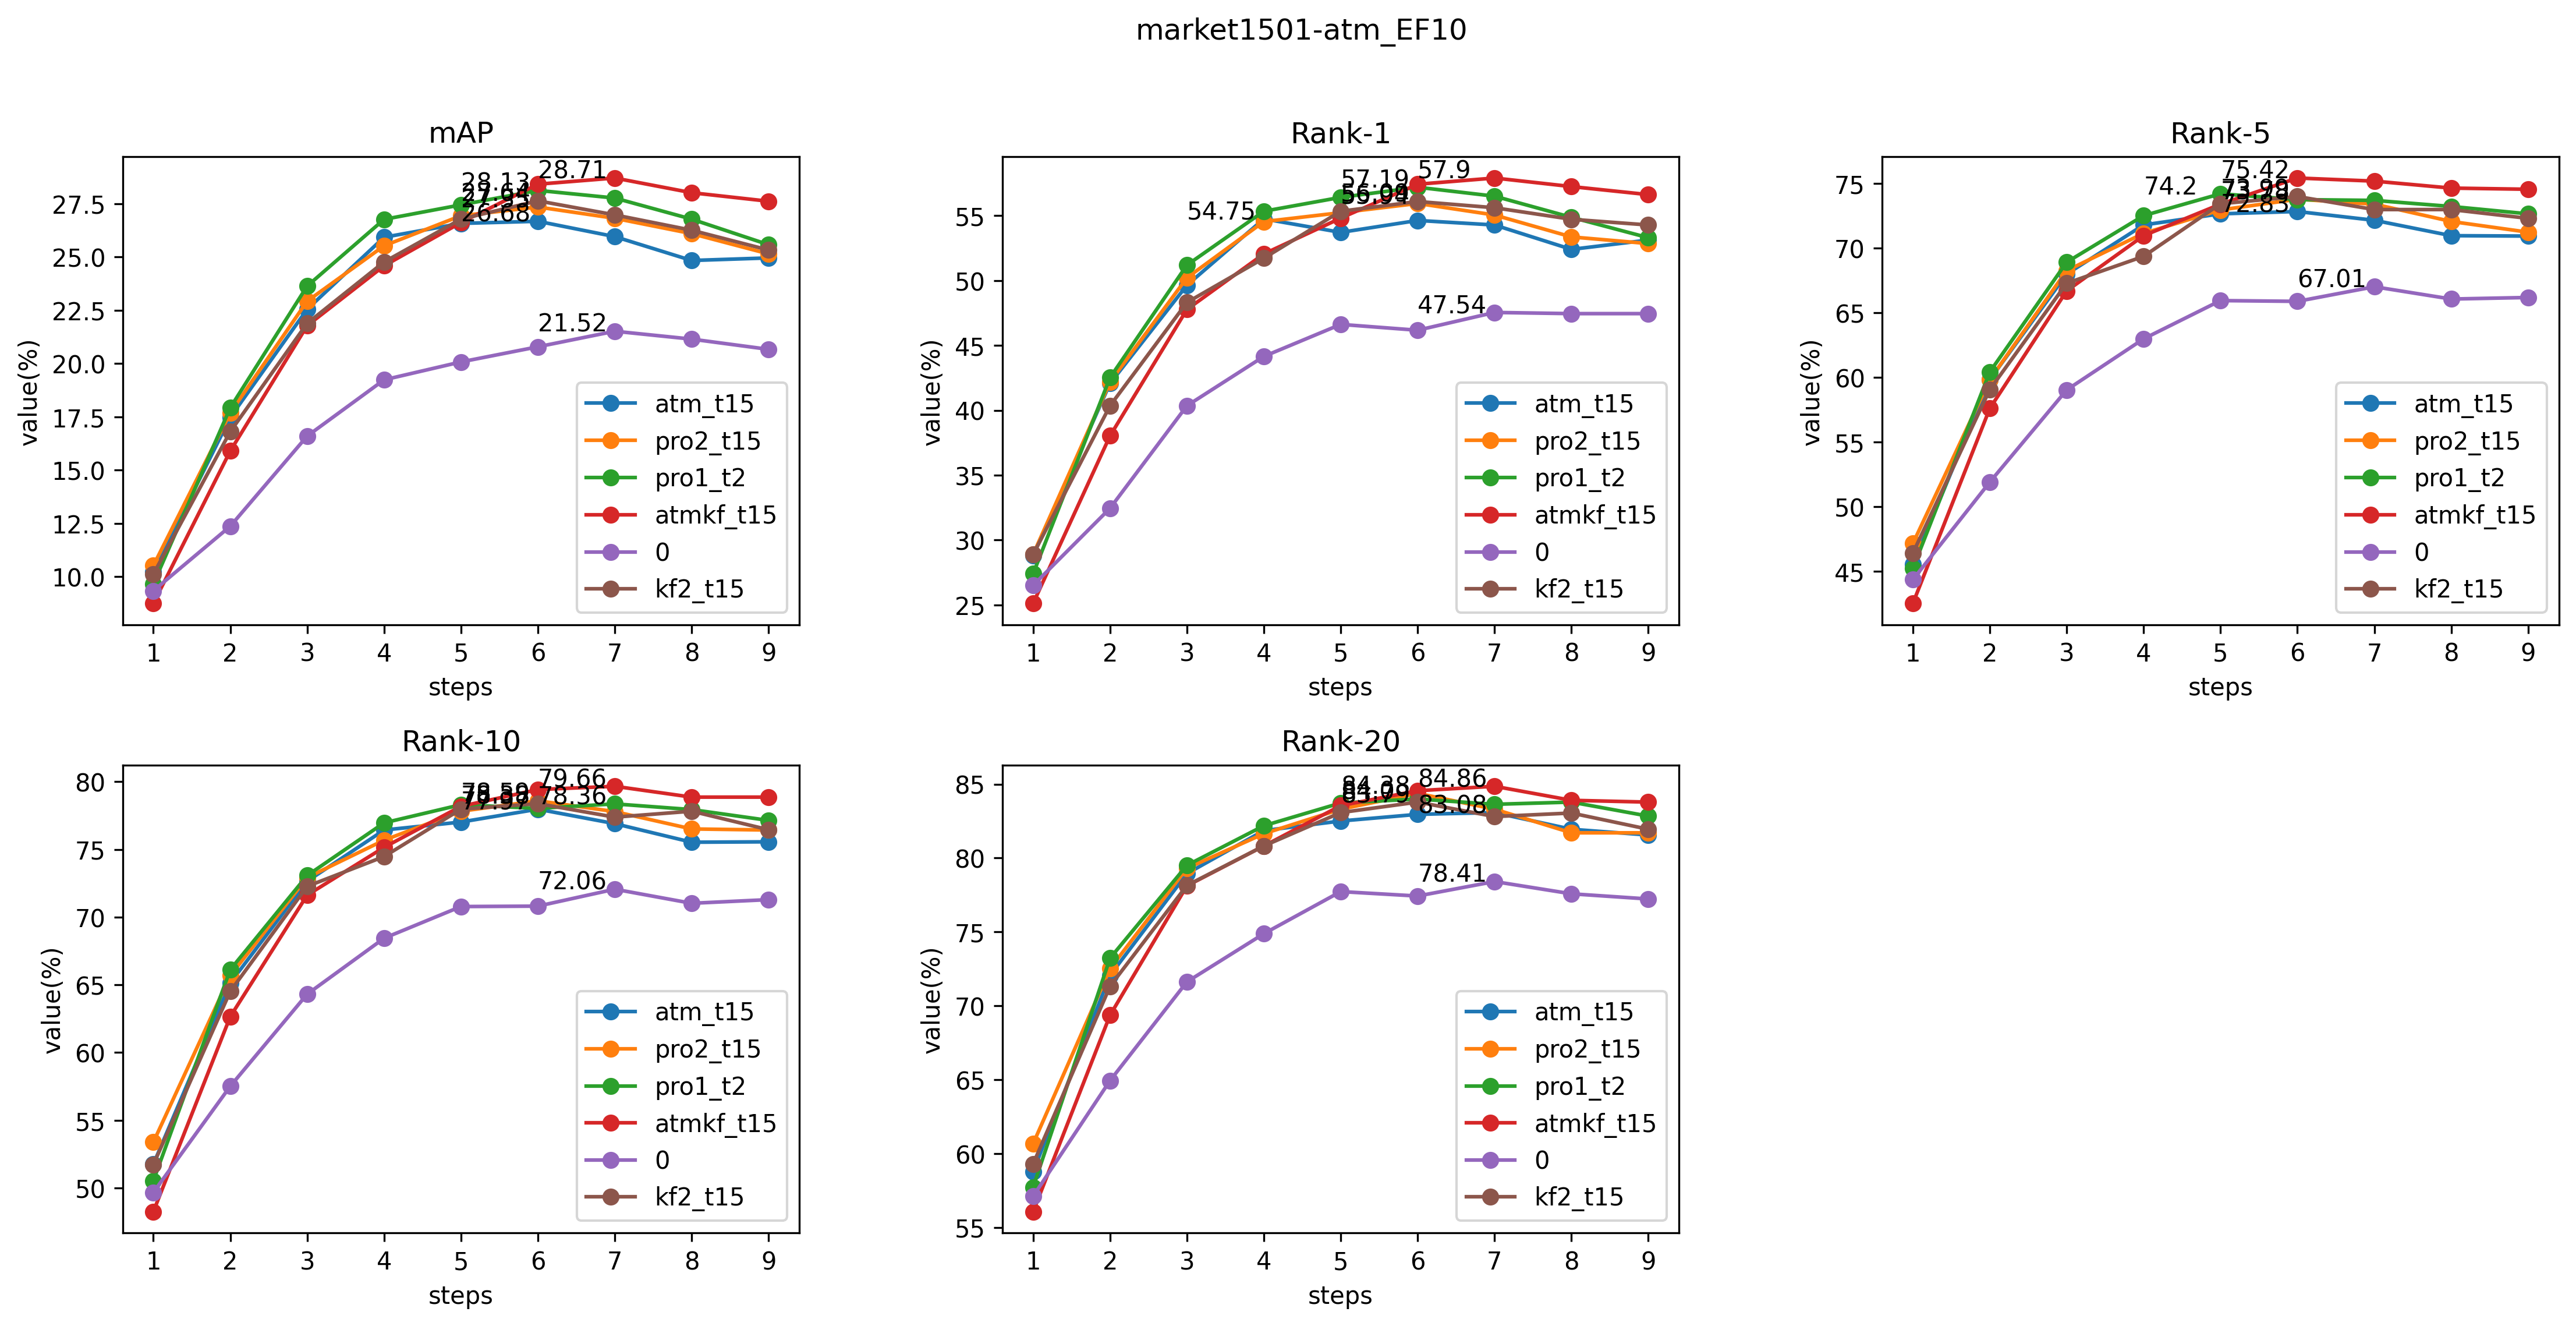 market1501-atm_EF10
mAP
value(%)
27.5
25.0
22.5
20.0
17.5
15.0
12.5
10.0
28.13
28.71
26.68
21.52
atm_t15
pro2_t15
pro1_t2
atmkf_t15
0
kf2_t15
1 2 3 4 5 6 7 8 9
steps
Rank-1
value(%)
55
50
45
40
35
30
25
54.75
57.19
57.9
47.54
atm_t15
pro2_t15
pro1_t2
atmkf_t15
0
kf2_t15
1 2 3 4 5 6 7 8 9
steps
Rank-5
value(%)
75
70
65
60
55
50
45
74.2
75.42
72.83
67.01
atm_t15
pro2_t15
pro1_t2
atmkf_t15
0
kf2_t15
1 2 3 4 5 6 7 8 9
steps
Rank-10
value(%)
80
75
70
65
60
55
50
79.66
78.36
72.06
atm_t15
pro2_t15
pro1_t2
atmkf_t15
0
kf2_t15
1 2 3 4 5 6 7 8 9
steps
Rank-20
value(%)
85
80
75
70
65
60
55
84.86
83.08
78.41
atm_t15
pro2_t15
pro1_t2
atmkf_t15
0
kf2_t15
1 2 3 4 5 6 7 8 9
steps